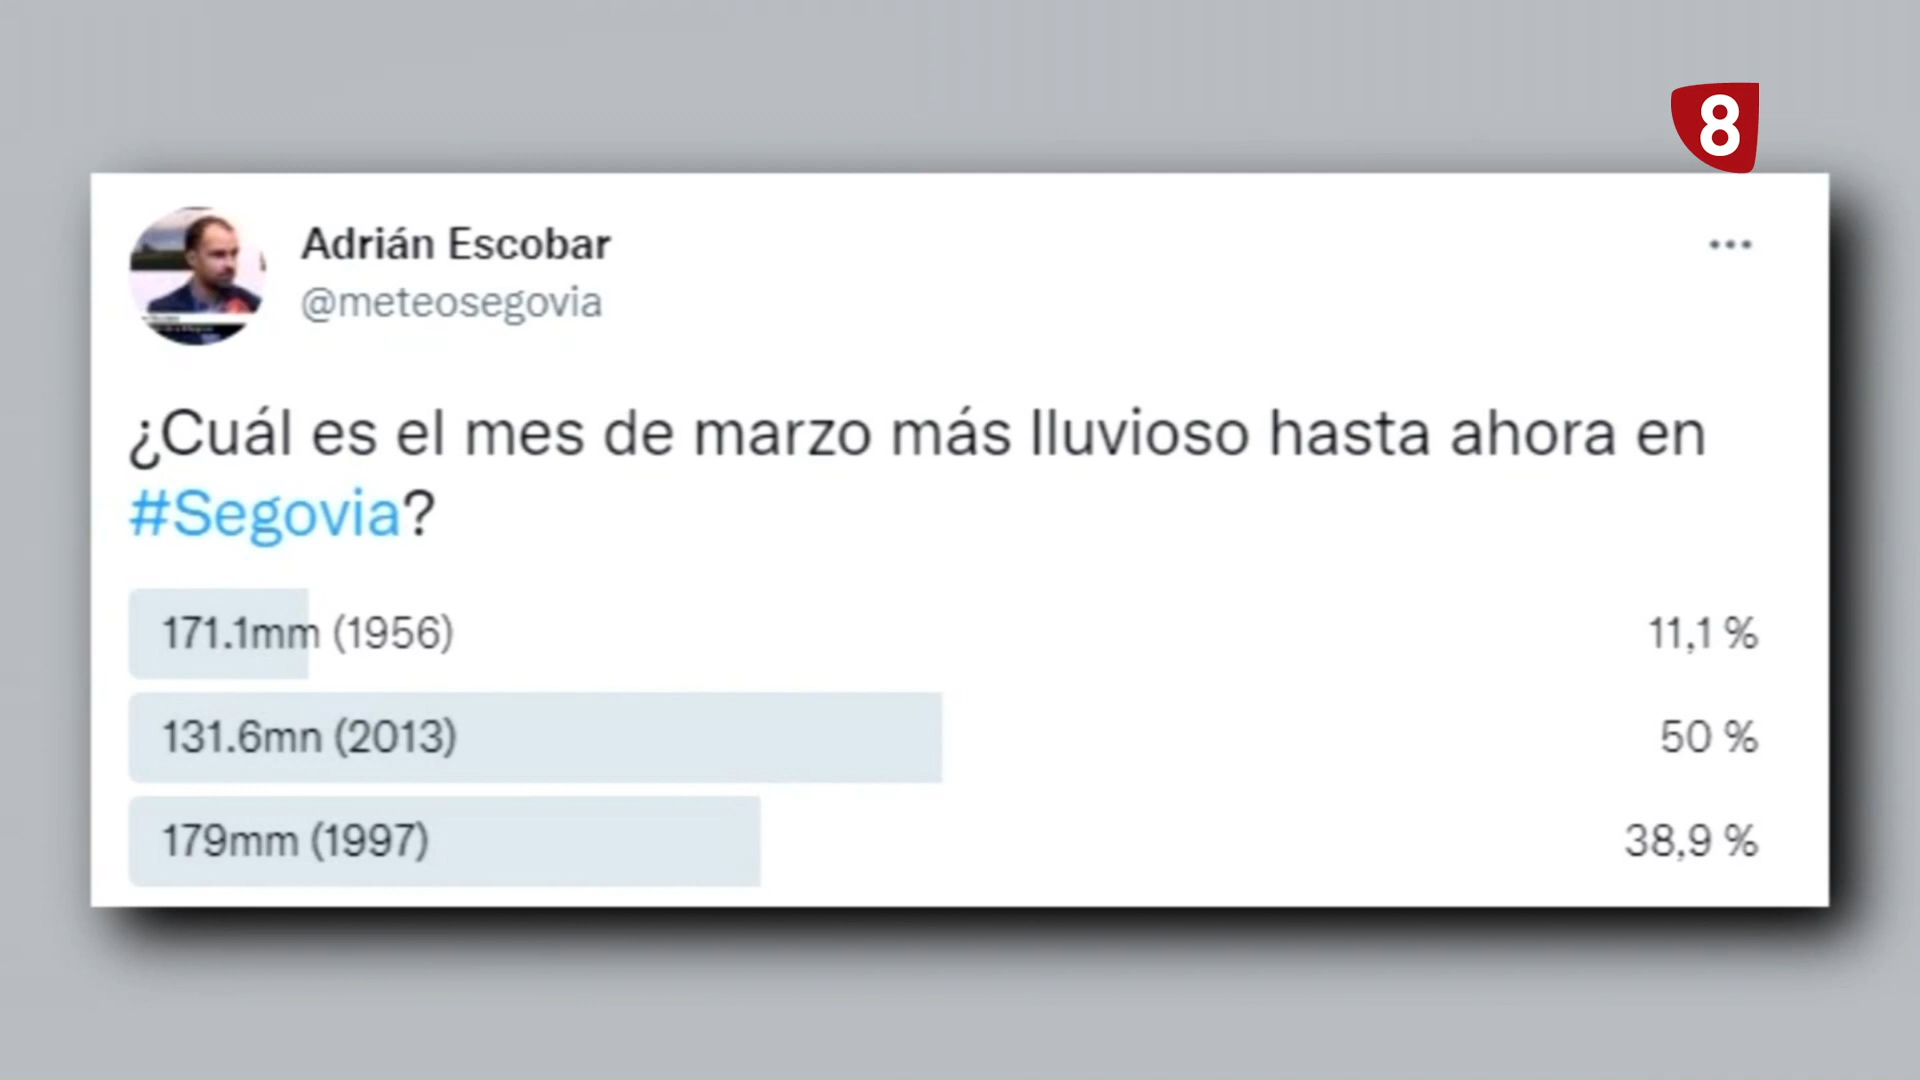 8
Adrián Escobar
@meteosegovia
¿Cuál es el mes de marzo más lluvioso hasta ahora en
#Segovia?
171.1mm (1956) 11,1 %
131.6mn (2013) 50 %
179mm (1997) 38,9 %